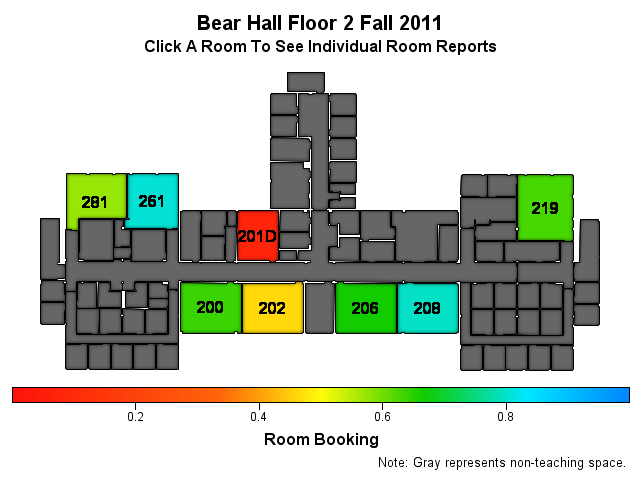 Bear Hall Floor 2 Fall 2011
Click A Room To See Individual Room Reports
281
261
219
201D
200
202
206
208
0.2
0.4
0.6
0.8
Room Booking
Note: Gray represents non-teaching space.